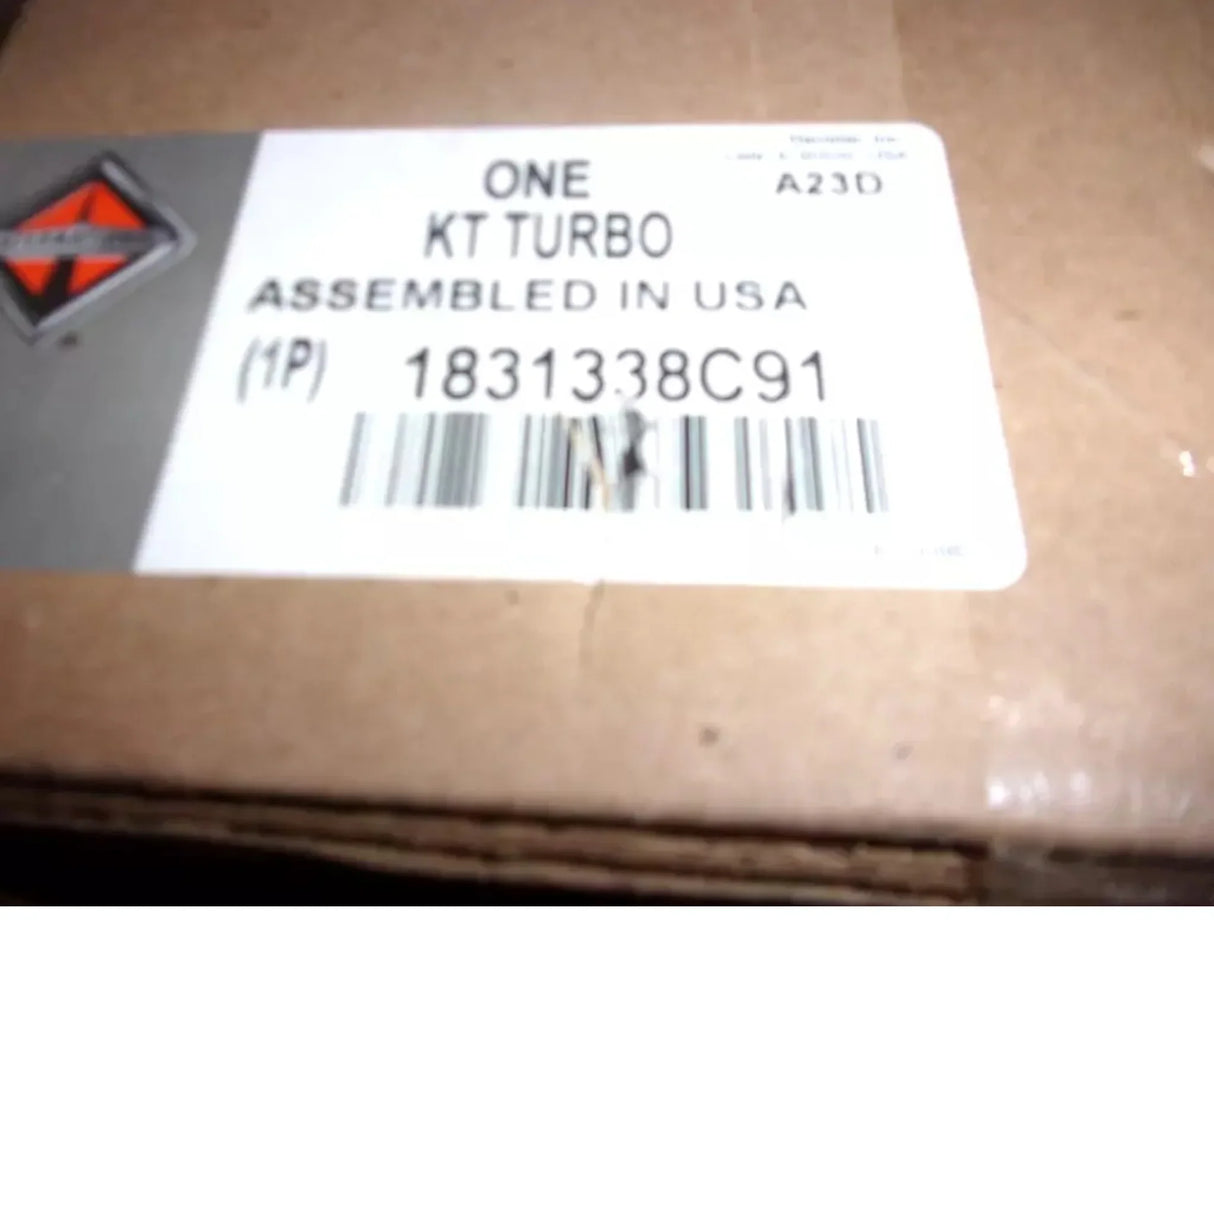 ONE
A23D
KT TURBO
ASSEMBLED IN USA
(1P) 1831338C91